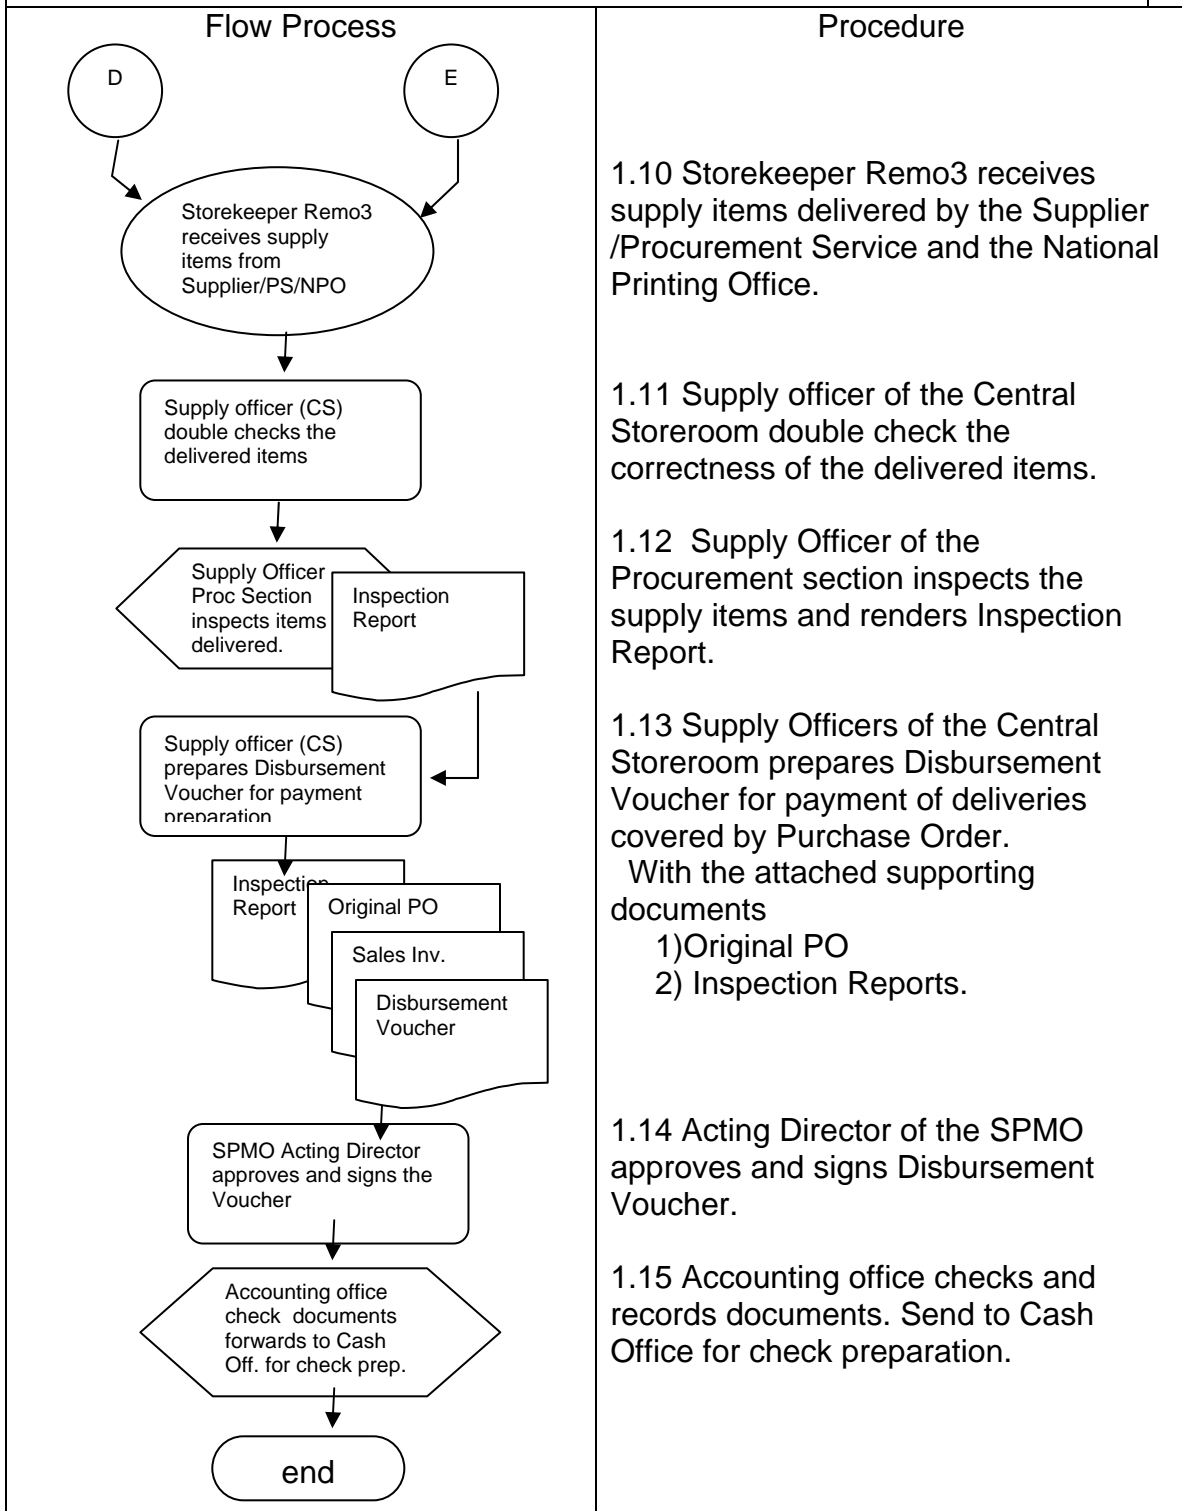 Flow Process
Procedure
D
E
Storekeeper Remo3
receives supply
items from
Supplier/PS/NPO
1.10 Storekeeper Remo3 receives
supply items delivered by the Supplier
/Procurement Service and the National
Printing Office.
Supply officer (CS)
double checks the
delivered items
1.11 Supply officer of the Central
Storeroom double check the
correctness of the delivered items.
Supply Officer
Proc Section
inspects items
delivered.
Inspection
Report
1.12 Supply Officer of the
Procurement section inspects the
supply items and renders Inspection
Report.
Supply officer (CS)
prepares Disbursement
Voucher for payment
preparation
1.13 Supply Officers of the Central
Storeroom prepares Disbursement
Voucher for payment of deliveries
covered by Purchase Order.
With the attached supporting
documents
1)Original PO
2) Inspection Reports.
Inspection
Report
Original PO
Sales Inv.
Disbursement
Voucher
SPMO Acting Director
approves and signs the
Voucher
1.14 Acting Director of the SPMO
approves and signs Disbursement
Voucher.
Accounting office
check documents
forwards to Cash
Off. for check prep.
1.15 Accounting office checks and
records documents. Send to Cash
Office for check preparation.
end